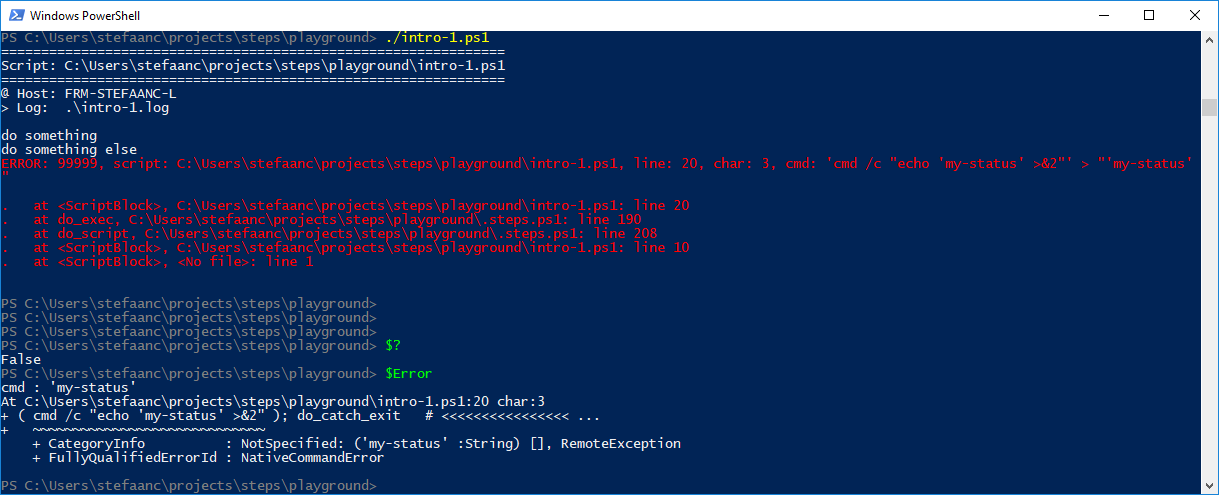 Windows PowerShell
PS C:\Users\stefaanc\projects\steps\playground> ./intro-1.ps1
===============================================================
Script: C:\Users\stefaanc\projects\steps\playground\intro-1.ps1
===============================================================
@ Host: FRM-STEFAANC-L
> Log:  .\intro-1.log
do something
do something else
ERROR: 99999, script: C:\Users\stefaanc\projects\steps\playground\intro-1.ps1, line: 20, char: 3, cmd: 'cmd /c "echo 'my-status' >&2"' > "'my-status'
"
.   at <ScriptBlock>, C:\Users\stefaanc\projects\steps\playground\intro-1.ps1: line 20
.   at do_exec, C:\Users\stefaanc\projects\steps\playground\.steps.ps1: line 190
.   at do_script, C:\Users\stefaanc\projects\steps\playground\.steps.ps1: line 208
.   at <ScriptBlock>, C:\Users\stefaanc\projects\steps\playground\intro-1.ps1: line 10
.   at <ScriptBlock>, <No file>: line 1
PS C:\Users\stefaanc\projects\steps\playground>
PS C:\Users\stefaanc\projects\steps\playground>
PS C:\Users\stefaanc\projects\steps\playground>
PS C:\Users\stefaanc\projects\steps\playground> $?
False
PS C:\Users\stefaanc\projects\steps\playground> $Error
cmd : 'my-status'
At C:\Users\stefaanc\projects\steps\playground\intro-1.ps1:20 char:3
+ ( cmd /c "echo 'my-status' >&2" ); do_catch_exit   # <<<<<<<<<<<<<<<< ...
+   ~~~~~~~~~~~~~~~~~~~~~~~~~~~~~
    + CategoryInfo          : NotSpecified: ('my-status' :String) [], RemoteException
    + FullyQualifiedErrorId : NativeCommandError
PS C:\Users\stefaanc\projects\steps\playground>